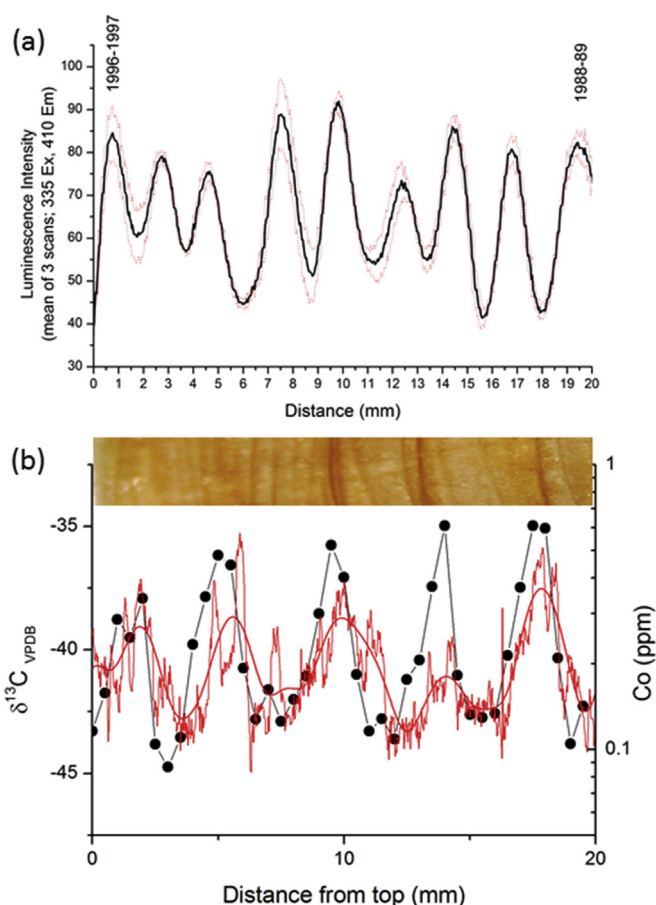 (a)
1996-1997
1988-89
Luminescence Intensity
(mean of 3 scans; 335 Ex, 410 Em)
100
90
80
70
60
50
40
30
0 1 2 3 4 5 6 7 8 9 10 11 12 13 14 15 16 17 18 19 20
Distance (mm)
(b)
δ13C VPDB
-35
-40
-45
1
0.1
Co (ppm)
0 10 20
Distance from top (mm)